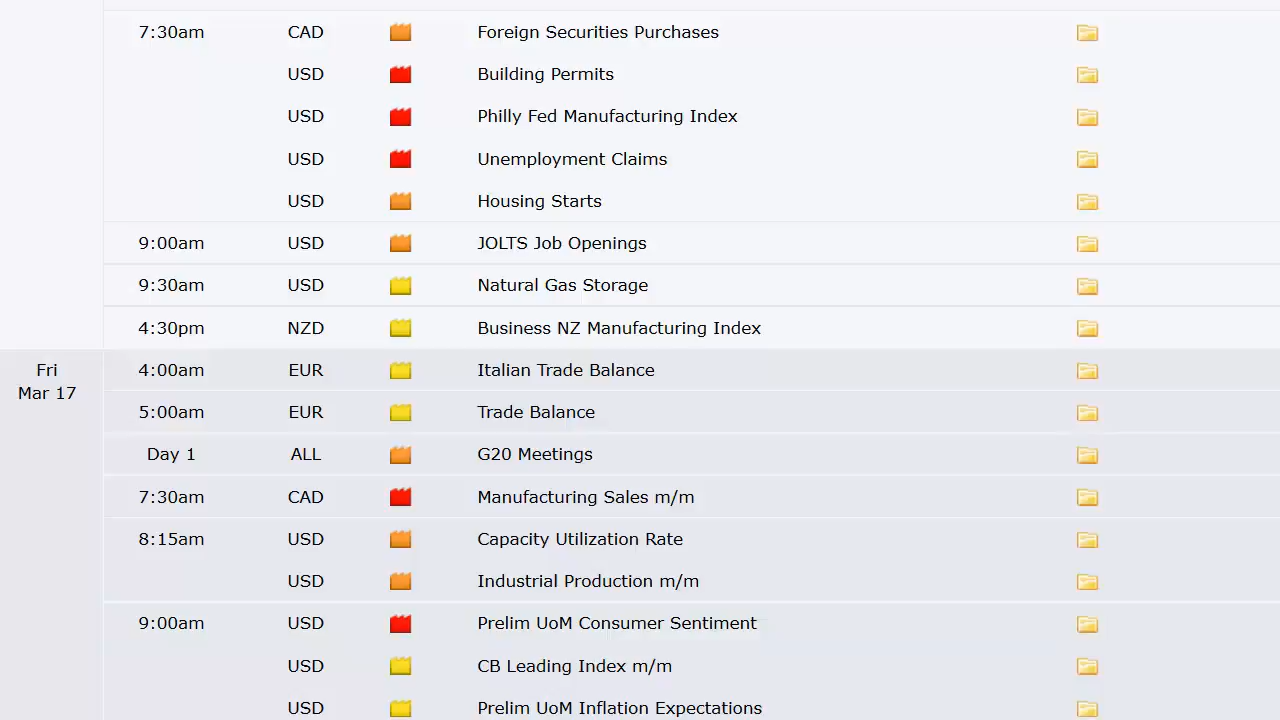 7:30am CAD Foreign Securities Purchases
USD Building Permits
USD Philly Fed Manufacturing Index
USD Unemployment Claims
USD Housing Starts
9:00am USD JOLTS Job Openings
9:30am USD Natural Gas Storage
4:30pm NZD Business NZ Manufacturing Index
Fri 4:00am EUR Italian Trade Balance
Mar 17
5:00am EUR Trade Balance
Day 1 ALL G20 Meetings
7:30am CAD Manufacturing Sales m/m
8:15am USD Capacity Utilization Rate
USD Industrial Production m/m
9:00am USD Prelim UoM Consumer Sentiment
USD CB Leading Index m/m
USD Prelim UoM Inflation Expectations